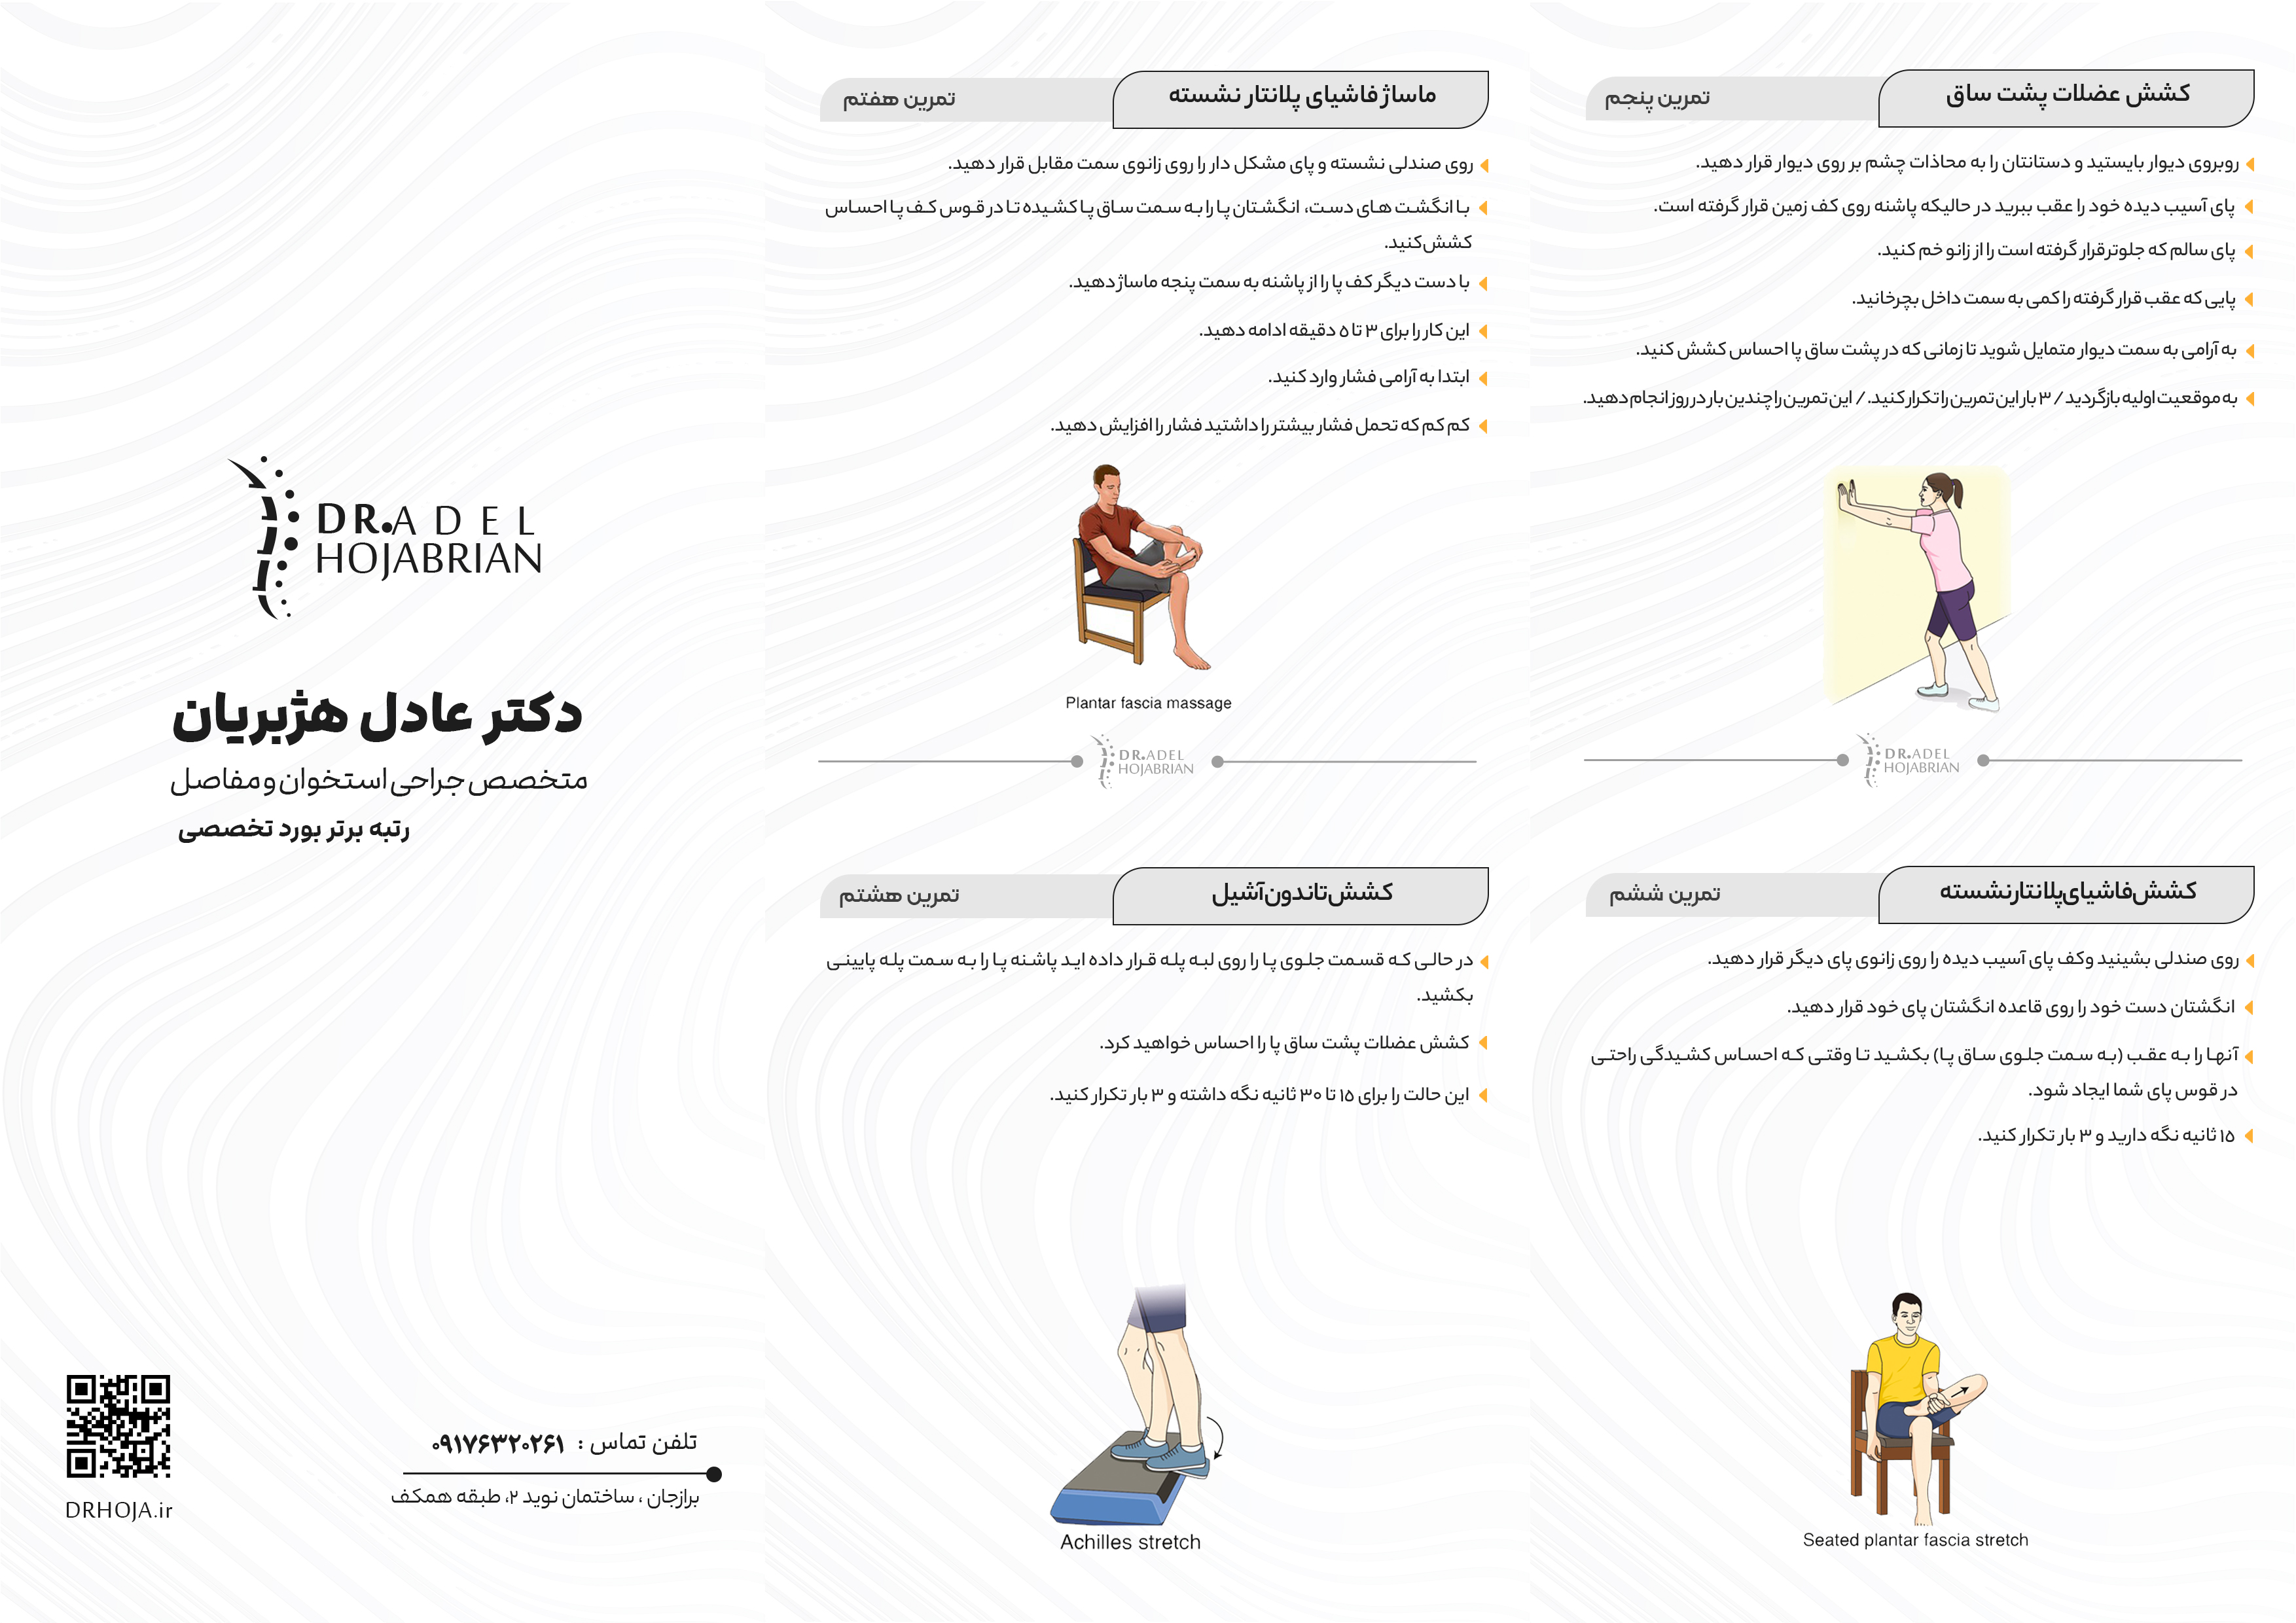 کشش عضلات پشت ساق
تمرین پنجم
روبروی دیوار بایستید و دستانتان را به محاذات چشم بر روی دیوار قرار دهید.
پای آسیب دیده خود را عقب ببرید در حالیکه پاشنه روی کف زمین قرار گرفته است.
پای سالم که جلوترقرار گرفته است را از زانو خم کنید.
پایی که عقب قرار گرفته را کمی به سمت داخل بچرخانید.
به آرامی به سمت دیوار متمایل شوید تا زمانی که در پشت ساق پا احساس کشش کنید.
به موقعیت اولیه بازگردید / ۳ بار این تمرین را تکرار کنید. / این تمرین را چندین بار در روز انجام دهید.
DR.ADEL
HOJABRIAN
کشش فاشیای پلانتار نشسته
تمرین ششم
روی صندلی بشینید وکف پای آسیب دیده را روی زانوی پای دیگر قرار دهید.
انگشتان دست خود را روی قاعده انگشتان پای خود قرار دهید.
آنها را به عقب (به سمت جلوی ساق پا) بکشید تا وقتی که احساس کشیدگی راحتی
در قوس پای شما ایجاد شود.
۱۵ ثانیه نگه دارید و ۳ بار تکرار کنید.
Seated plantar fascia stretch
ماساژ فاشیای پلانتار نشسته
تمرین هفتم
روی صندلی نشسته و پای مشکل دار را روی زانوی سمت مقابل قرار دهید.
با انگشت های دست، انگشتان پا را به سمت ساق پا کشیده تا در قوس کف پا احساس
کشش کنید.
با دست دیگر کف پا را از پاشنه به سمت پنجه ماساژ دهید.
این کار را برای ۳ تا ۵ دقیقه ادامه دهید.
ابتدا به آرامی فشار وارد کنید.
کم کم که تحمل فشار بیشتر را داشتید فشار را افزایش دهید.
Plantar fascia massage
DR.ADEL
HOJABRIAN
کشش تاندون آشیل
تمرین هشتم
در حالی که قسمت جلوی پا را روی لبه پله قرار داده اید پاشنه پا را به سمت پله پایینی
بکشید.
کشش عضلات پشت ساق پا را احساس خواهید کرد.
این حالت را برای ۱۵ تا ۳۰ ثانیه نگه داشته و ۳ بار تکرار کنید.
Achilles stretch
DR.ADEL
HOJABRIAN
دکتر عادل هژبریان
متخصص جراحی استخوان و مفاصل
رتبه برتر بورد تخصصی
تلفن تماس : ۰۹۱۷۶۳۲۰۲۶۱
برازجان ، ساختمان نوید ۲، طبقه همکف
DRHOJA.ir